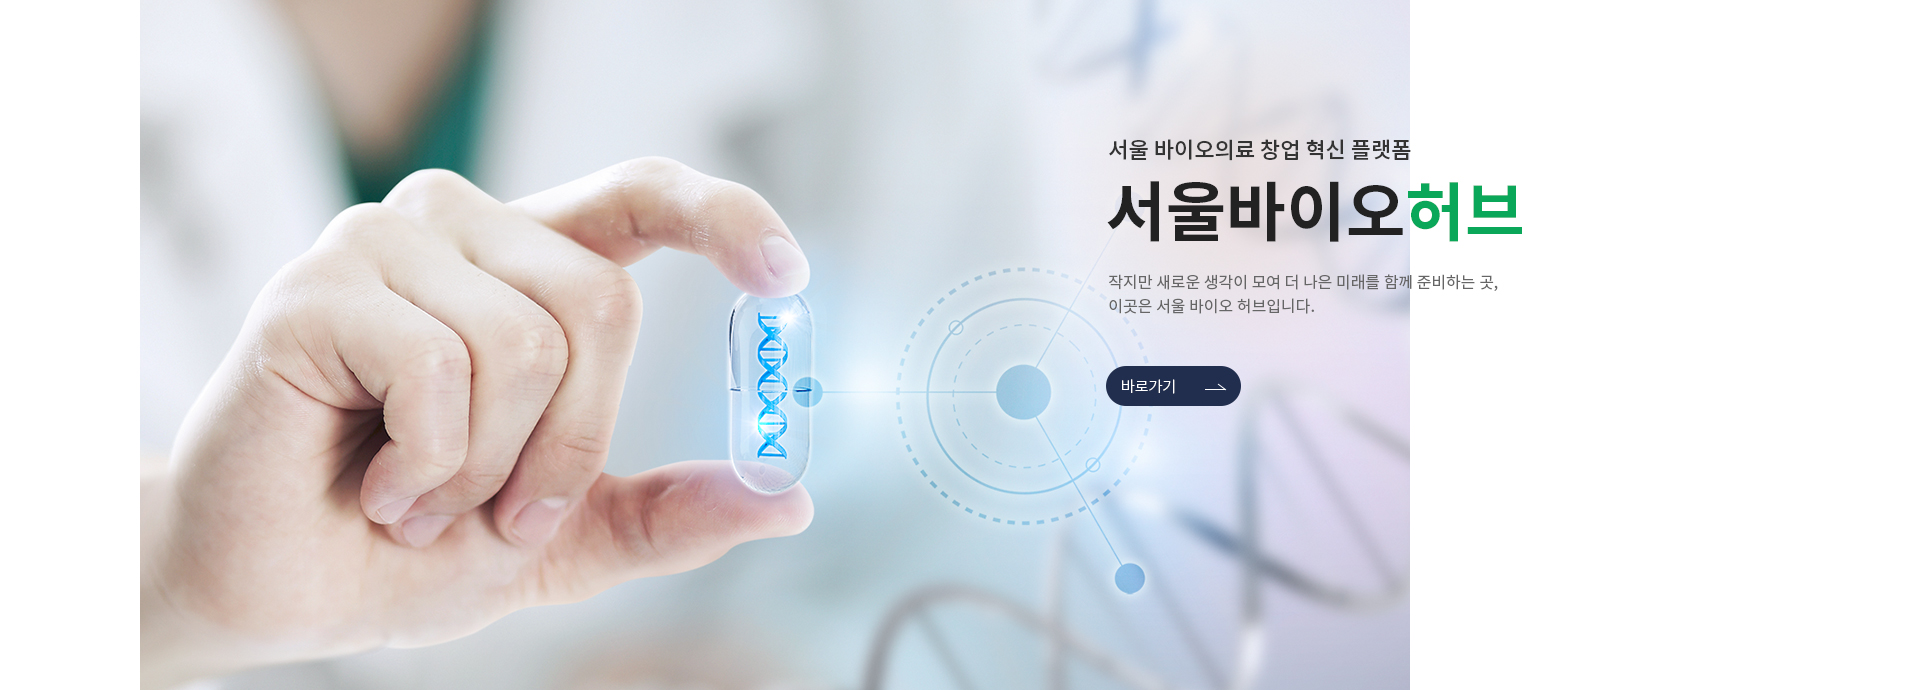 서울 바이오의료 창업 혁신 플랫폼
서울바이오허브
작지만 새로운 생각이 모여 더 나은 미래를 함께 준비하는 곳,
이곳은 서울 바이오 허브입니다.
바로가기